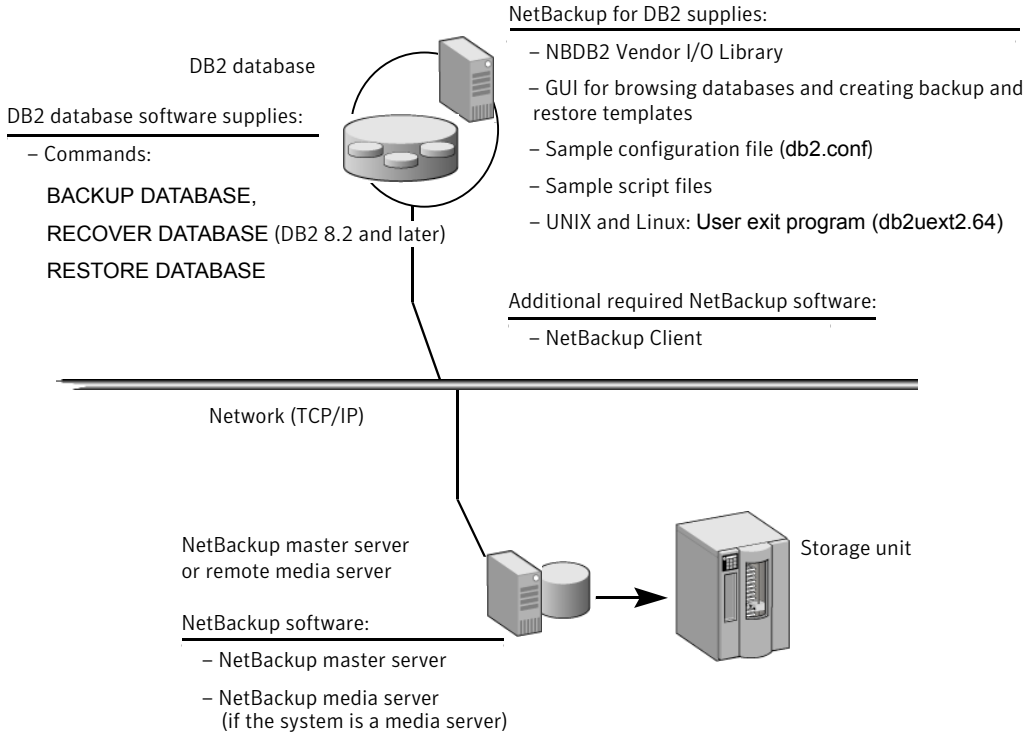 NetBackup for DB2 supplies:
– NBDB2 Vendor I/O Library
– GUI for browsing databases and creating backup and
restore templates
– Sample configuration file (db2.conf)
– Sample script files
– UNIX and Linux: User exit program (db2uext2.64)
DB2 database
DB2 database software supplies:
– Commands:
BACKUP DATABASE,
RECOVER DATABASE (DB2 8.2 and later)
RESTORE DATABASE
Additional required NetBackup software:
– NetBackup Client
Network (TCP/IP)
NetBackup master server
or remote media server
Storage unit
NetBackup software:
– NetBackup master server
– NetBackup media server
(if the system is a media server)